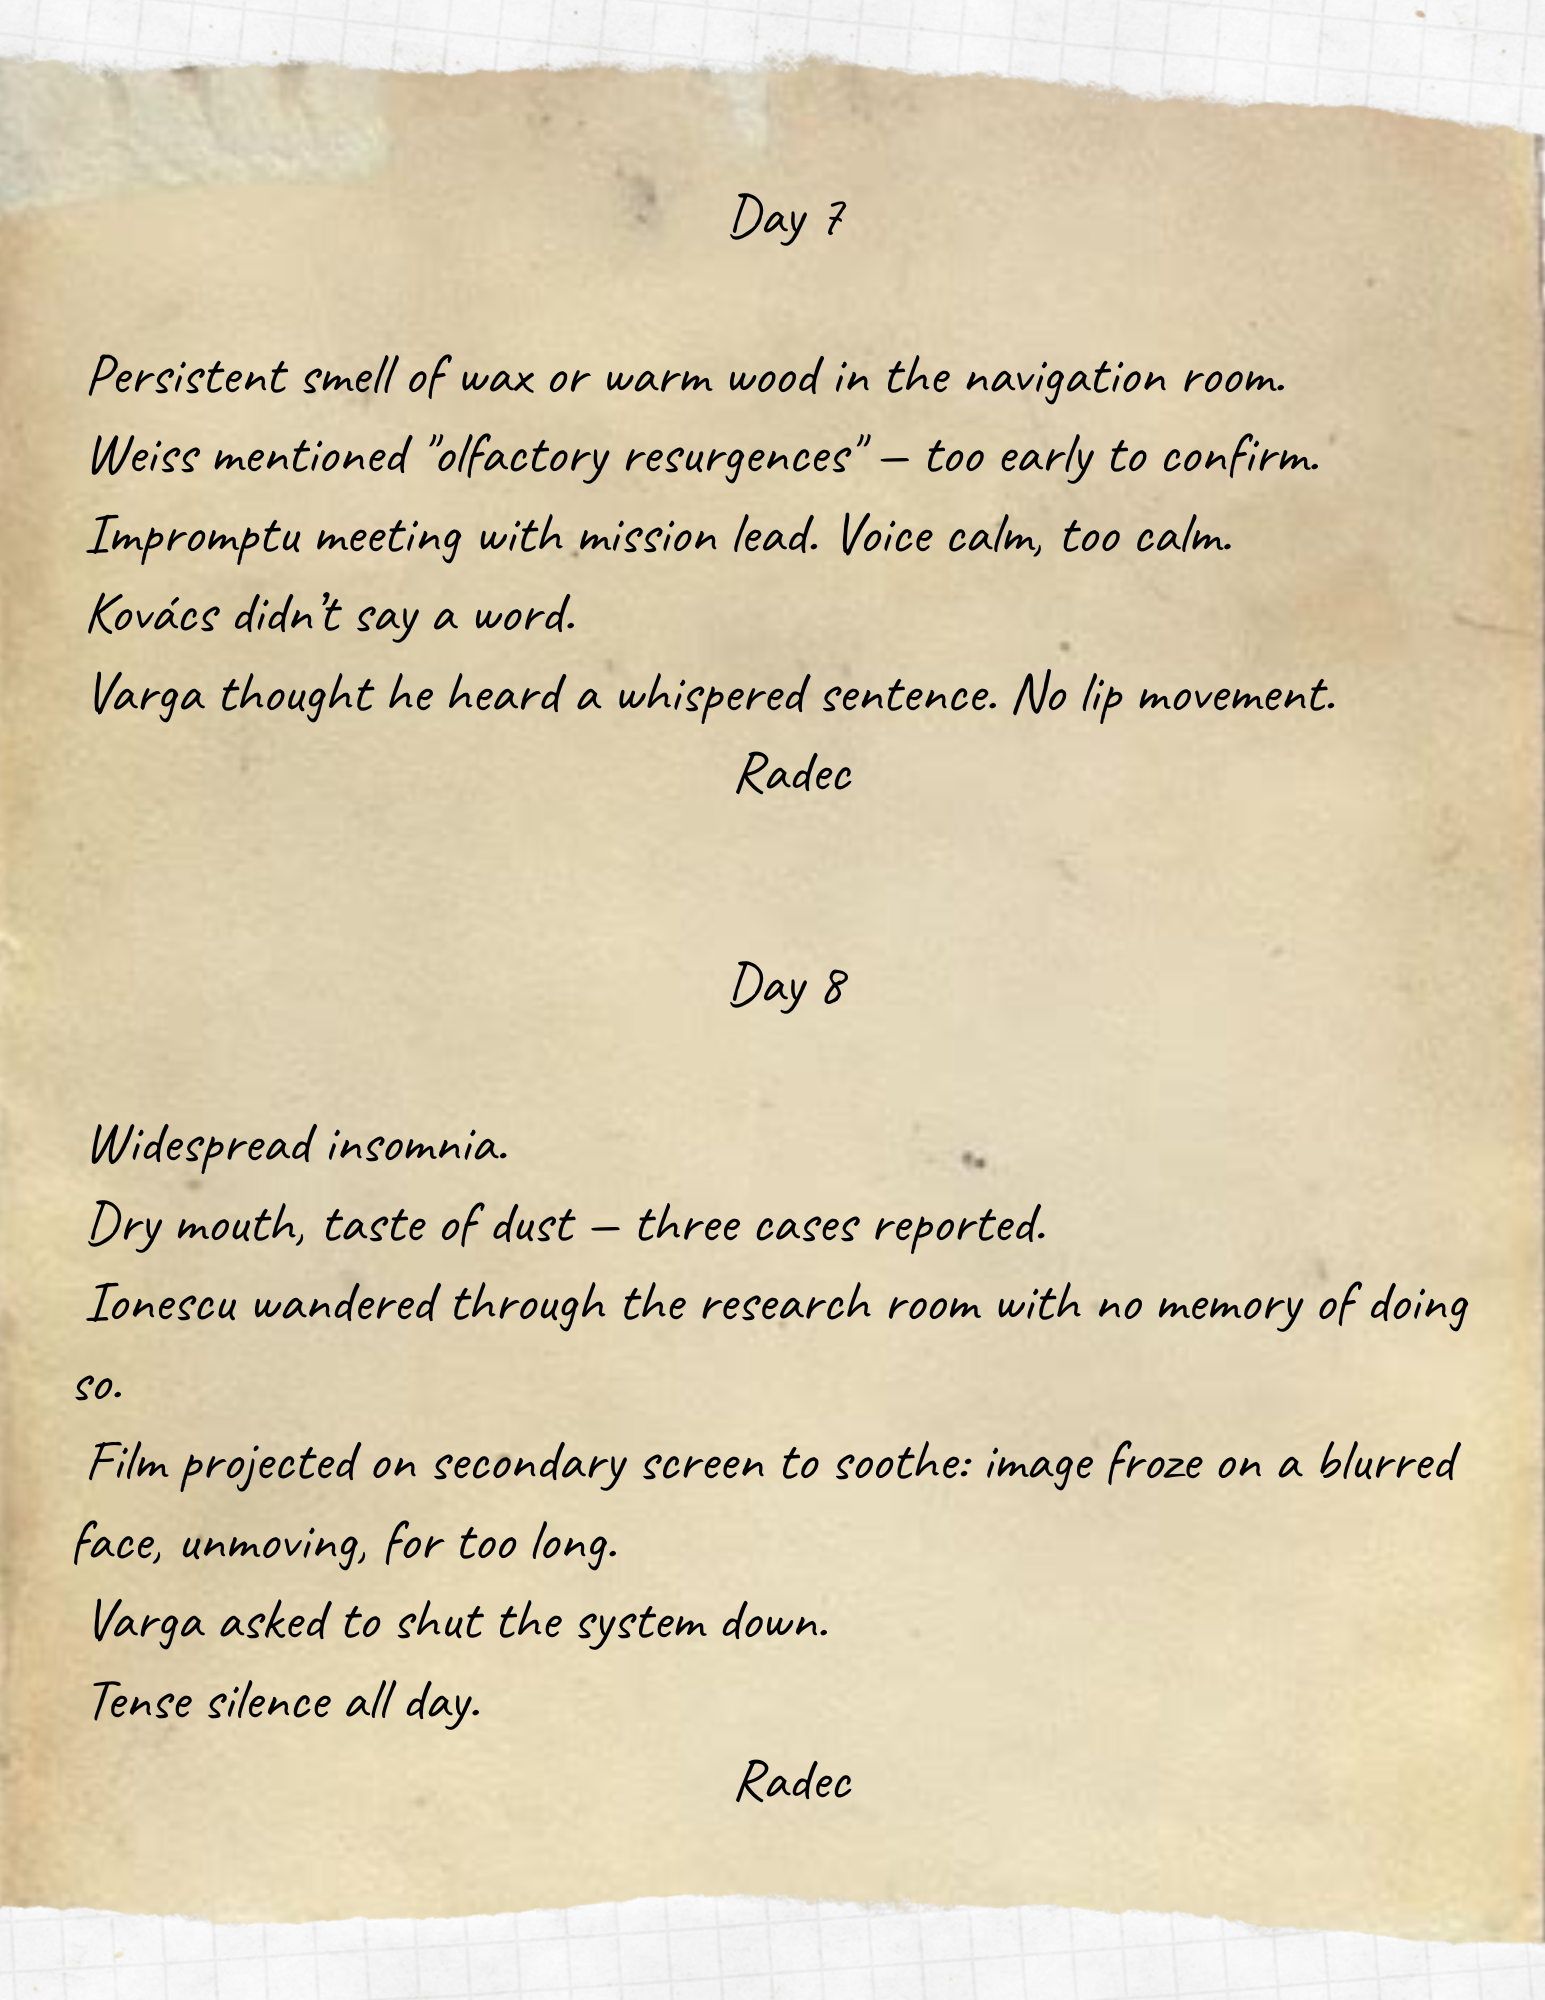 Day 7
Persistent smell of wax or warm wood in the navigation room.
Weiss mentioned "olfactory resurgences" – too early to confirm.
Impromptu meeting with mission lead. Voice calm, too calm.
Kovács didn’t say a word.
Varga thought he heard a whispered sentence. No lip movement.
Radec
Day 8
Widespread insomnia.
Dry mouth, taste of dust – three cases reported.
Ionescu wandered through the research room with no memory of doing
so.
Film projected on secondary screen to soothe: image froze on a blurred
face, unmoving, for too long.
Varga asked to shut the system down.
Tense silence all day.
Radec